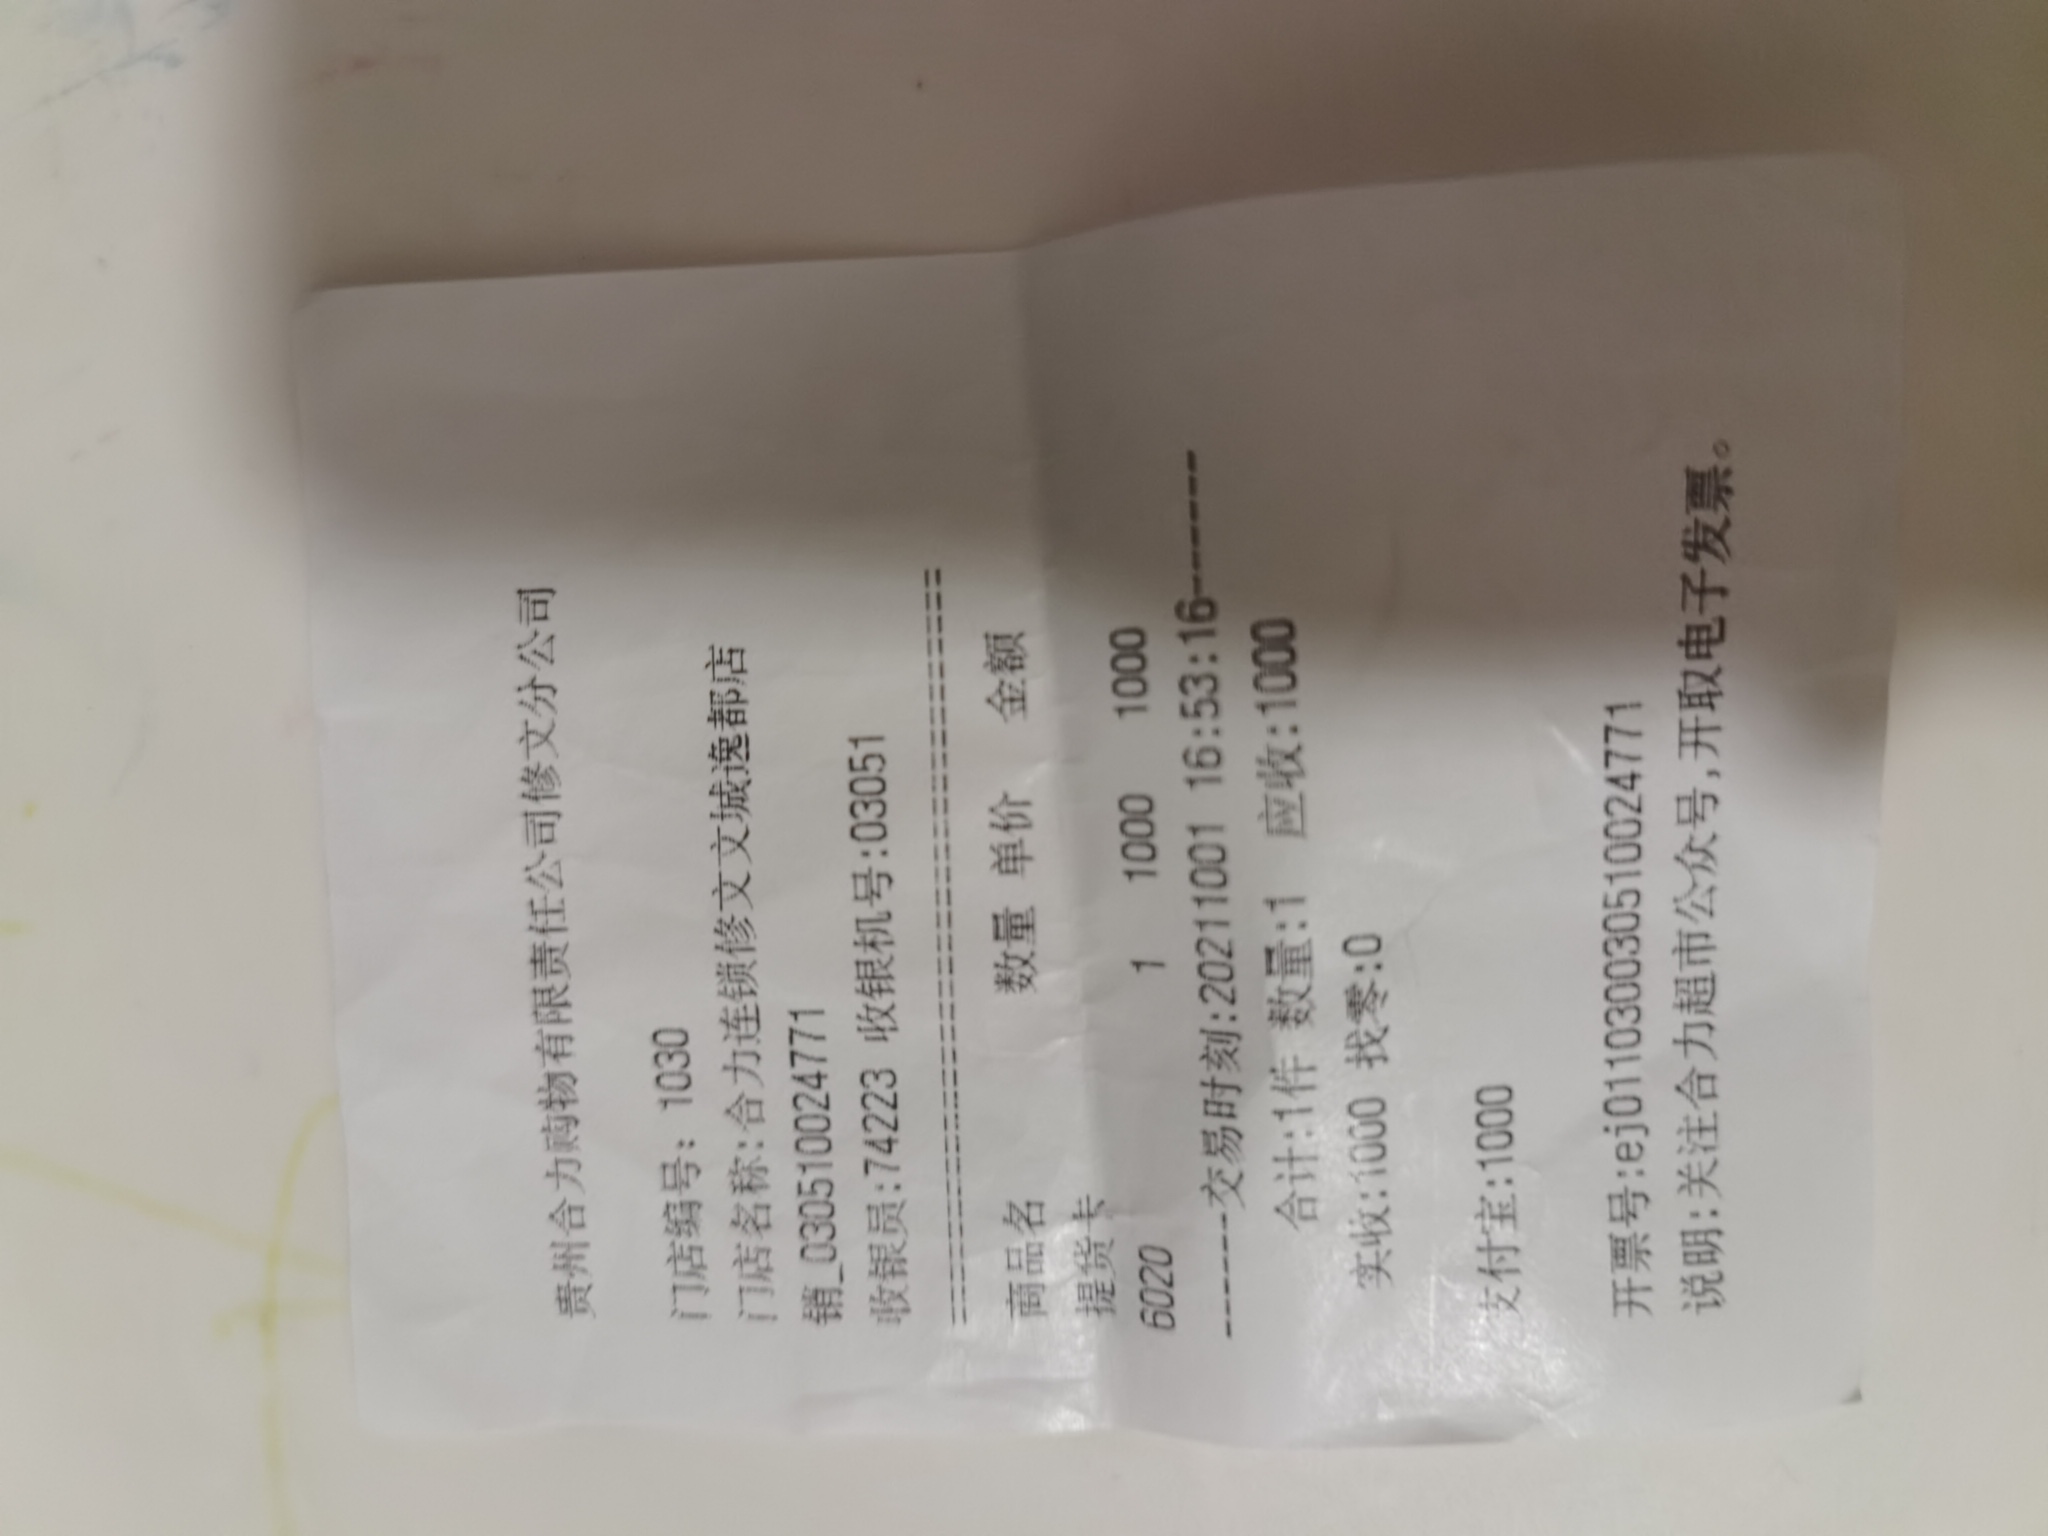 贵州合力购物有限责任公司修文分公司
门店编号: 1030
门店名称:合力连锁修文文城逸都店
销_030510024771
收银员:74223 收银机号:03051
商品名 数量 单价 金额
提货卡
6020 1 1000 1000
------交易时刻:20211001 16:53:16------
合计:1件 数量:1 应收:1000
实收:1000 找零:0
支付宝:1000
开票号:ej011030030510024771
说明:关注合力超市公众号,开取电子发票。